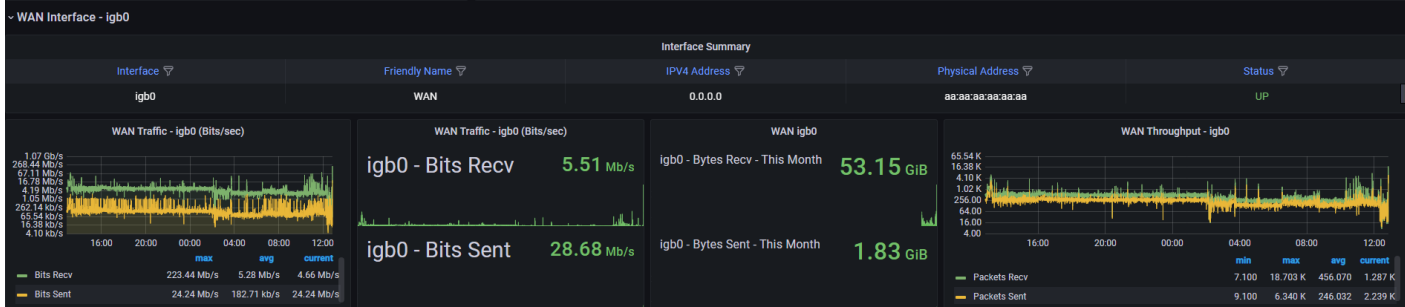 WAN Interface - igb0
Interface Summary
Interface Friendly Name IPV4 Address Physical Address Status
igb0 WAN 0.0.0.0 aa:aa:aa:aa:aa:aa UP
WAN Traffic - igb0 (Bits/sec)
1.07 Gb/s
268.44 Mb/s
67.11 Mb/s
16.78 Mb/s
4.19 Mb/s
1.05 Mb/s
262.14 kb/s
65.54 kb/s
16.38 kb/s
4.10 kb/s
16:00 20:00 00:00 04:00 08:00 12:00
max avg current
Bits Recv 223.44 Mb/s 5.28 Mb/s 4.66 Mb/s
Bits Sent 24.24 Mb/s 182.71 kb/s 24.24 Mb/s
WAN Traffic - igb0 (Bits/sec)
igb0 - Bits Recv 5.51 Mb/s
igb0 - Bits Sent 28.68 Mb/s
WAN igb0
igb0 - Bytes Recv - This Month 53.15 GiB
igb0 - Bytes Sent - This Month 1.83 GiB
WAN Throughput - igb0
65.54 K
16.38 K
4.10 K
1.02 K
256.00
64.00
16.00
4.00
16:00 20:00 00:00 04:00 08:00 12:00
min max avg current
Packets Recv 7.100 18.703 K 456.070 1.287 K
Packets Sent 9.100 6.340 K 246.032 2.239 K